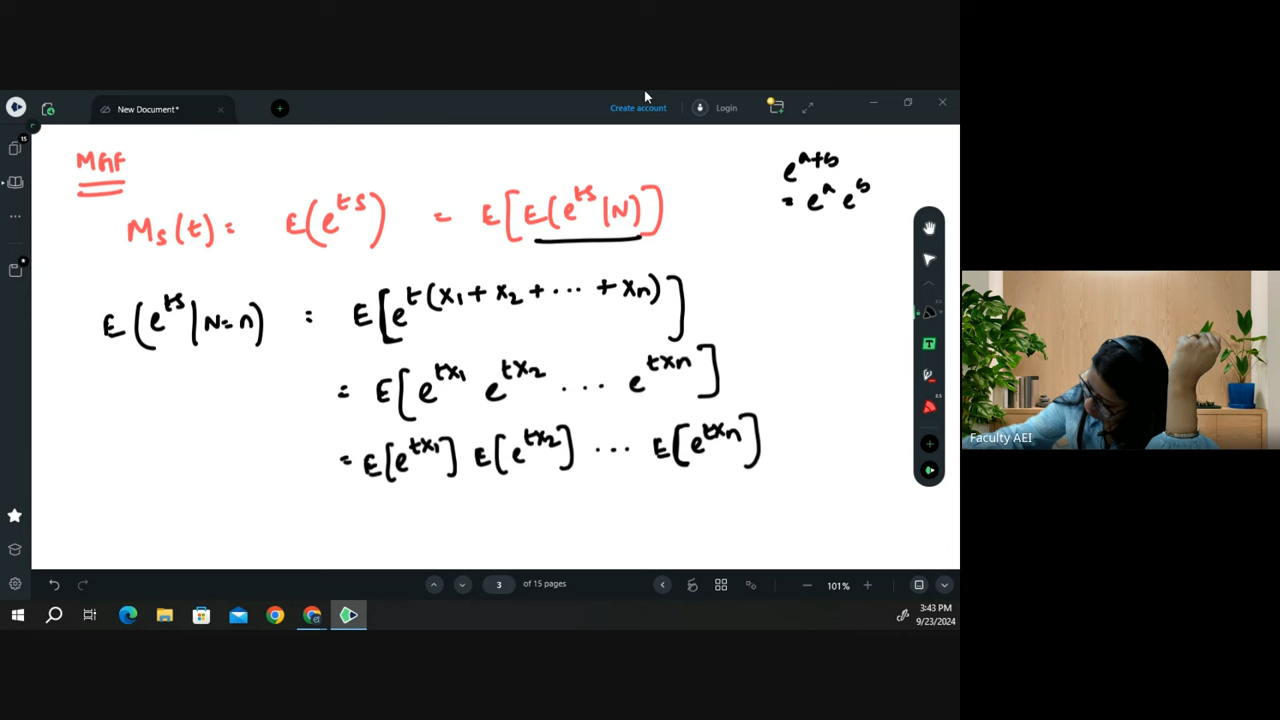 New Document*
Create account
Login
MGF
M_S(t) = E(e^{tS}) = E[E(e^{tS}|N)]
e^{a+b}
= e^a e^b
E(e^{tS}|N=n) = E[e^{t(X_1+X_2+...+X_n)}]
= E[e^{tX_1} e^{tX_2} ... e^{tX_n}]
= E[e^{tX_1}] E[e^{tX_2}] ... E[e^{tX_n}]
Faculty AEI
3 of 15 pages
101%
3:43 PM
9/23/2024